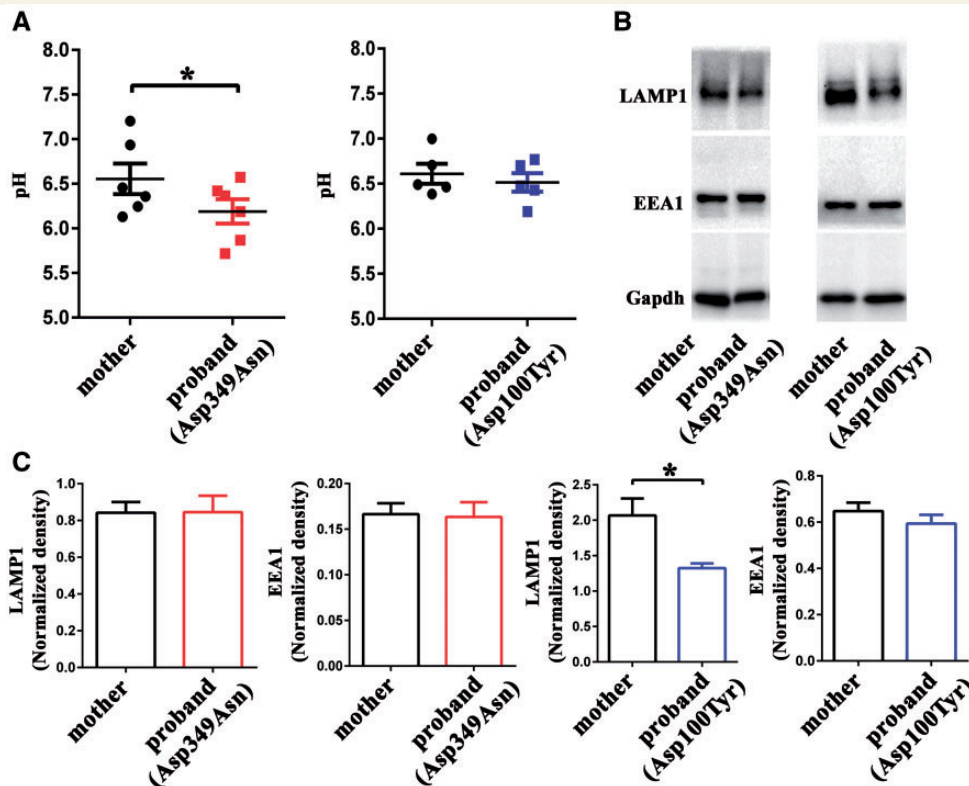 A
pH
8.0
7.5
7.0
6.5
6.0
5.5
5.0
*
mother
proband
(Asp349Asn)
pH
8.0
7.5
7.0
6.5
6.0
5.5
5.0
mother
proband
(Asp100Tyr)
B
LAMP1
EEA1
Gapdh
mother
proband
(Asp349Asn)
mother
proband
(Asp100Tyr)
C
LAMP1
(Normalized density)
1.0
0.8
0.6
0.4
0.2
0.0
mother
proband
(Asp349Asn)
EEA1
(Normalized density)
0.20
0.15
0.10
0.05
0.00
mother
proband
(Asp349Asn)
LAMP1
(Normalized density)
2.5
2.0
1.5
1.0
0.5
0.0
*
mother
proband
(Asp100Tyr)
EEA1
(Normalized density)
0.8
0.6
0.4
0.2
0.0
mother
proband
(Asp100Tyr)